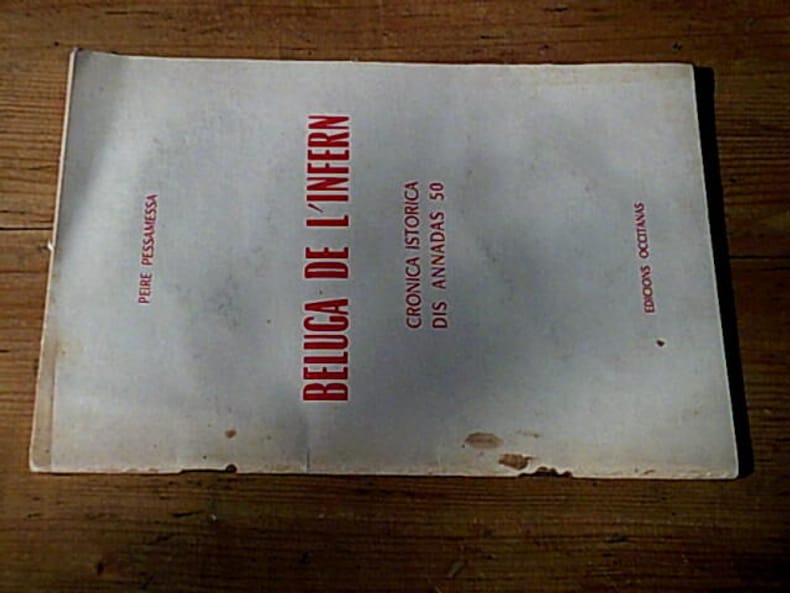 PEIRE PESSAMESSA
BELUGA DE L'INFERN
CRONICA ISTORICA
DIS ANNADAS 50
EDICIONS OCCITANAS